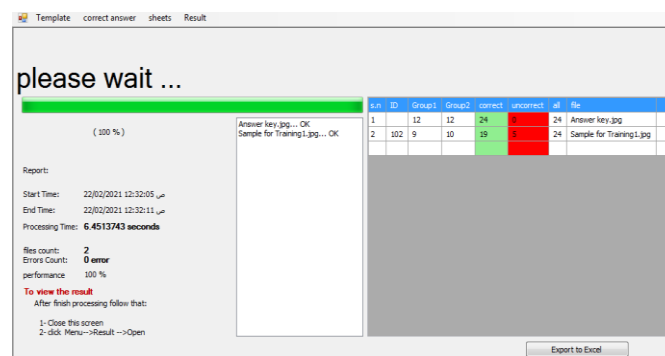 Template correct answer sheets Result
please wait ...
( 100 % )
Answer key.jpg... OK
Sample for Training1.jpg... OK
Report:
Start Time: 22/02/2021 12:32:05 ص
End Time: 22/02/2021 12:32:11 ص
Processing Time: 6.4513743 seconds
files count: 2
Errors Count: 0 error
performance 100 %
To view the result
After finish processing follow that:
1- Close this screen
2- click Menu-->Result -->Open
s.n ID Group1 Group2 correct uncorrect all file
1 12 12 24 0 24 Answer key.jpg
2 102 9 10 19 5 24 Sample for Training1.jpg
Export to Excel